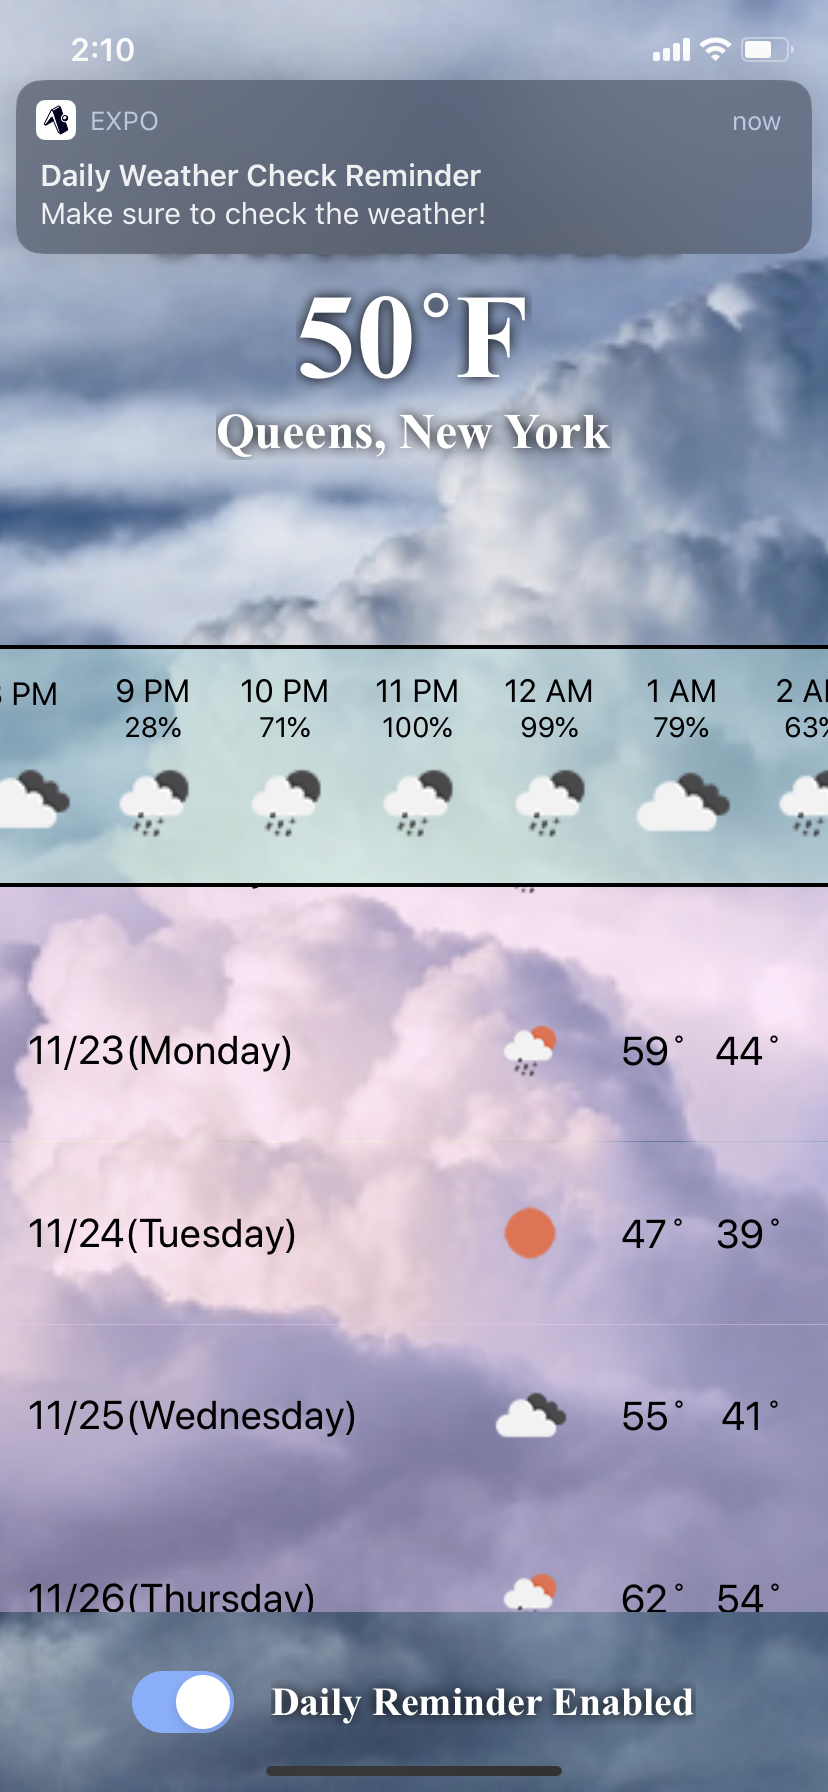 2:10
EXPO now
Daily Weather Check Reminder
Make sure to check the weather!
50°F
Queens, New York
PM 9 PM 10 PM 11 PM 12 AM 1 AM 2
28% 71% 100% 99% 79% 63%
11/23(Monday) 59° 44°
11/24(Tuesday) 47° 39°
11/25(Wednesday) 55° 41°
11/26(Thursday) 62° 54°
Daily Reminder Enabled